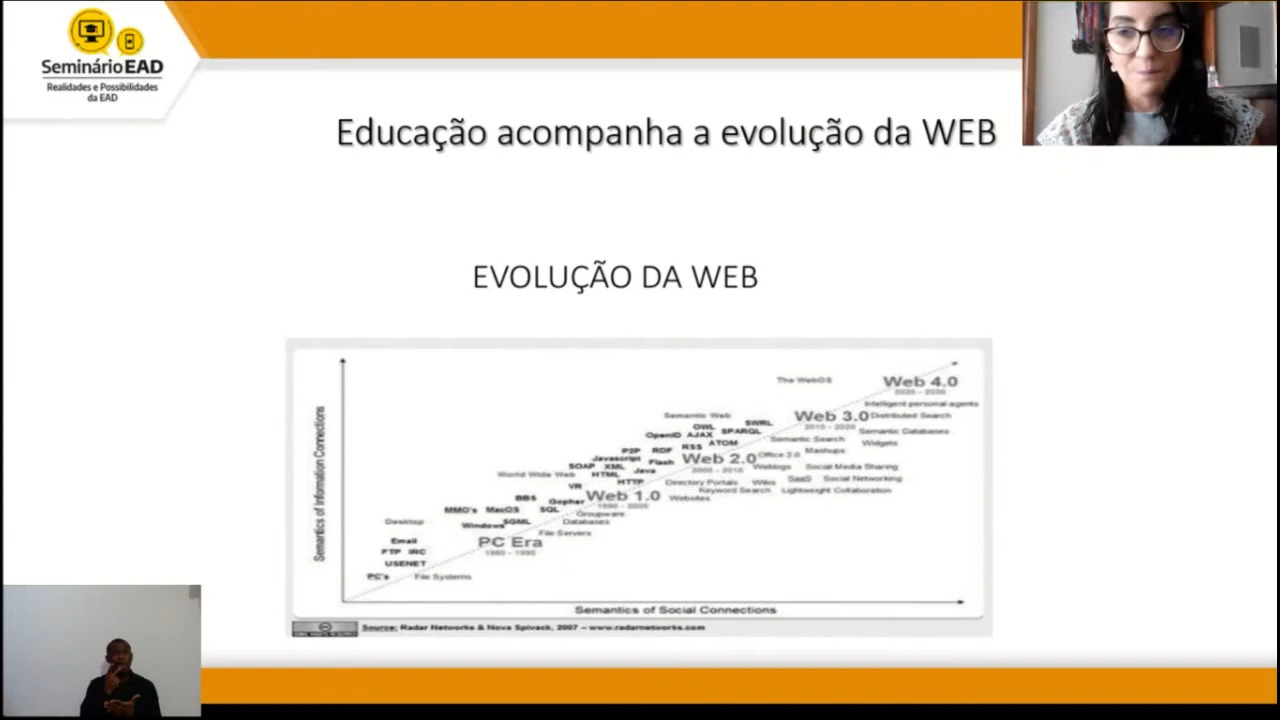 Seminário EAD
Realidades e Possibilidades
da EAD
Educação acompanha a evolução da WEB
EVOLUÇÃO DA WEB
Semantics of Information Connections
The WebOS
Web 4.0
2020 - 2030
Intelligent personal agents
Semantic Web
SWRL
Web 3.0
Distributed Search
2010 - 2020
OWL
SPARQL
Semantic Databases
OpenID
AJAX
ATOM
Semantic Search
Widgets
P2P
RDF
RSS
Mashups
Javascript
Flash
Web 2.0
Office 2.0
2000 - 2010
Weblogs
Social Media Sharing
SOAP
XML
Java
World Wide Web
HTML
SaaS
Social Networking
HTTP
Directory Portals
Wikis
VR
Keyword Search
Lightweight Collaboration
BBS
Gopher
Web 1.0
Websites
1990 - 2000
MMO's
MacOS
SQL
Groupware
Desktop
Windows
SGML
Databases
File Servers
Email
PC Era
1980 - 1990
FTP
IRC
USENET
PC's
File Systems
Semantics of Social Connections
Source: Radar Networks & Nova Spivack, 2007 – www.radarnetworks.com